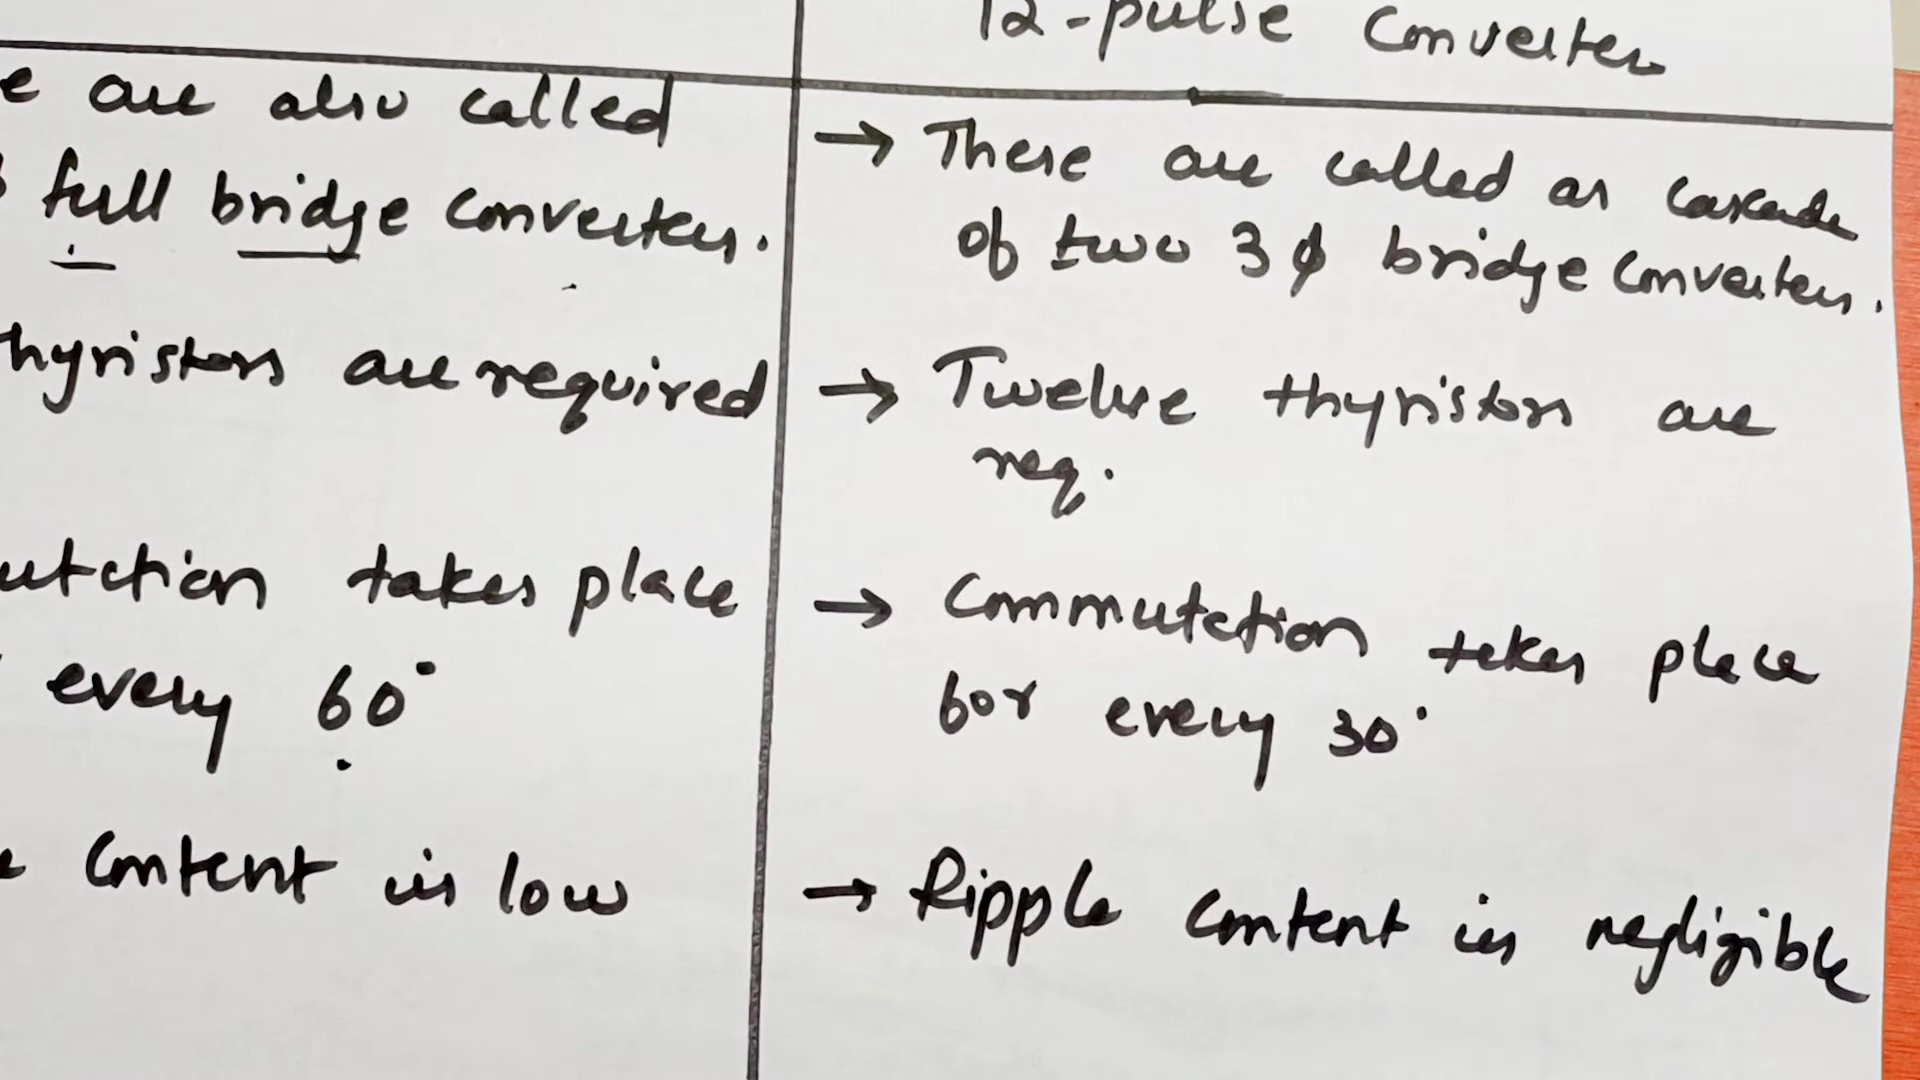 12-pulse Converter
e are also called
full bridge converters.
hyristors are required
utation takes place
every 60°
content is low
→ These are called as cascade
of two 3ϕ bridge converters.
→ Twelve thyristors are
req.
→ Commutation takes place
for every 30°
→ Ripple content is negligible